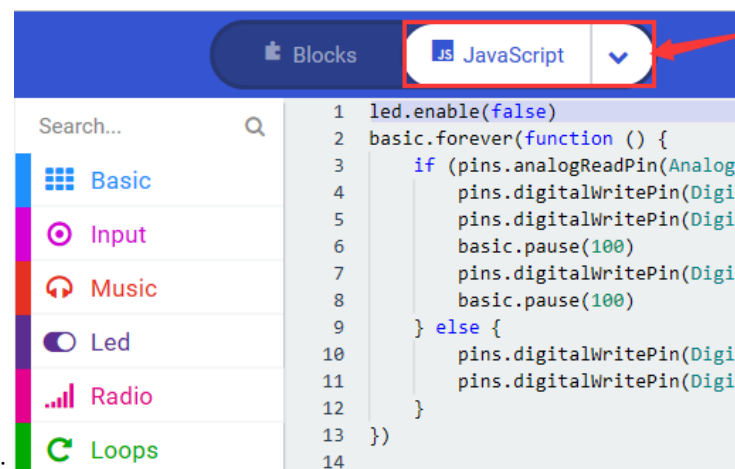 Blocks
JS JavaScript
Search...
Basic
Input
Music
Led
Radio
Loops
1 led.enable(false)
2 basic.forever(function () {
3 if (pins.analogReadPin(Analog
4 pins.digitalWritePin(Digi
5 pins.digitalWritePin(Digi
6 basic.pause(100)
7 pins.digitalWritePin(Digi
8 basic.pause(100)
9 } else {
10 pins.digitalWritePin(Digi
11 pins.digitalWritePin(Digi
12 }
13 })
14